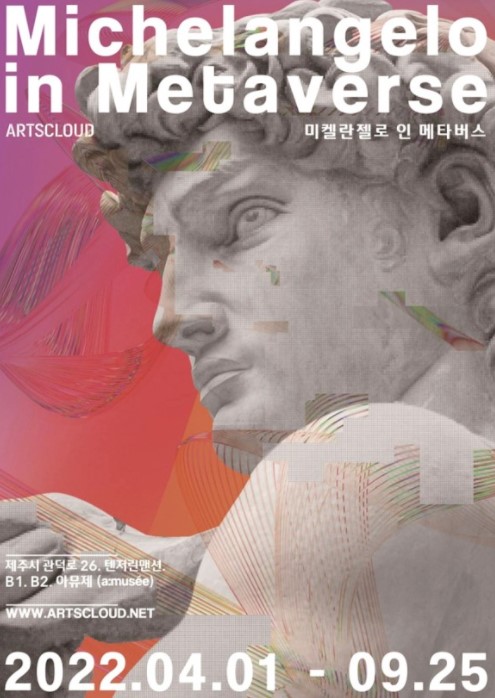 Michelangelo
in Metaverse
ARTSCLOUD
미켈란젤로 인 메타버스
제주시 관덕로 26. 텐저린맨션.
B1. B2. 아뮤제 (a:musée)
WWW.ARTSCLOUD.NET
2022.04.01 - 09.25